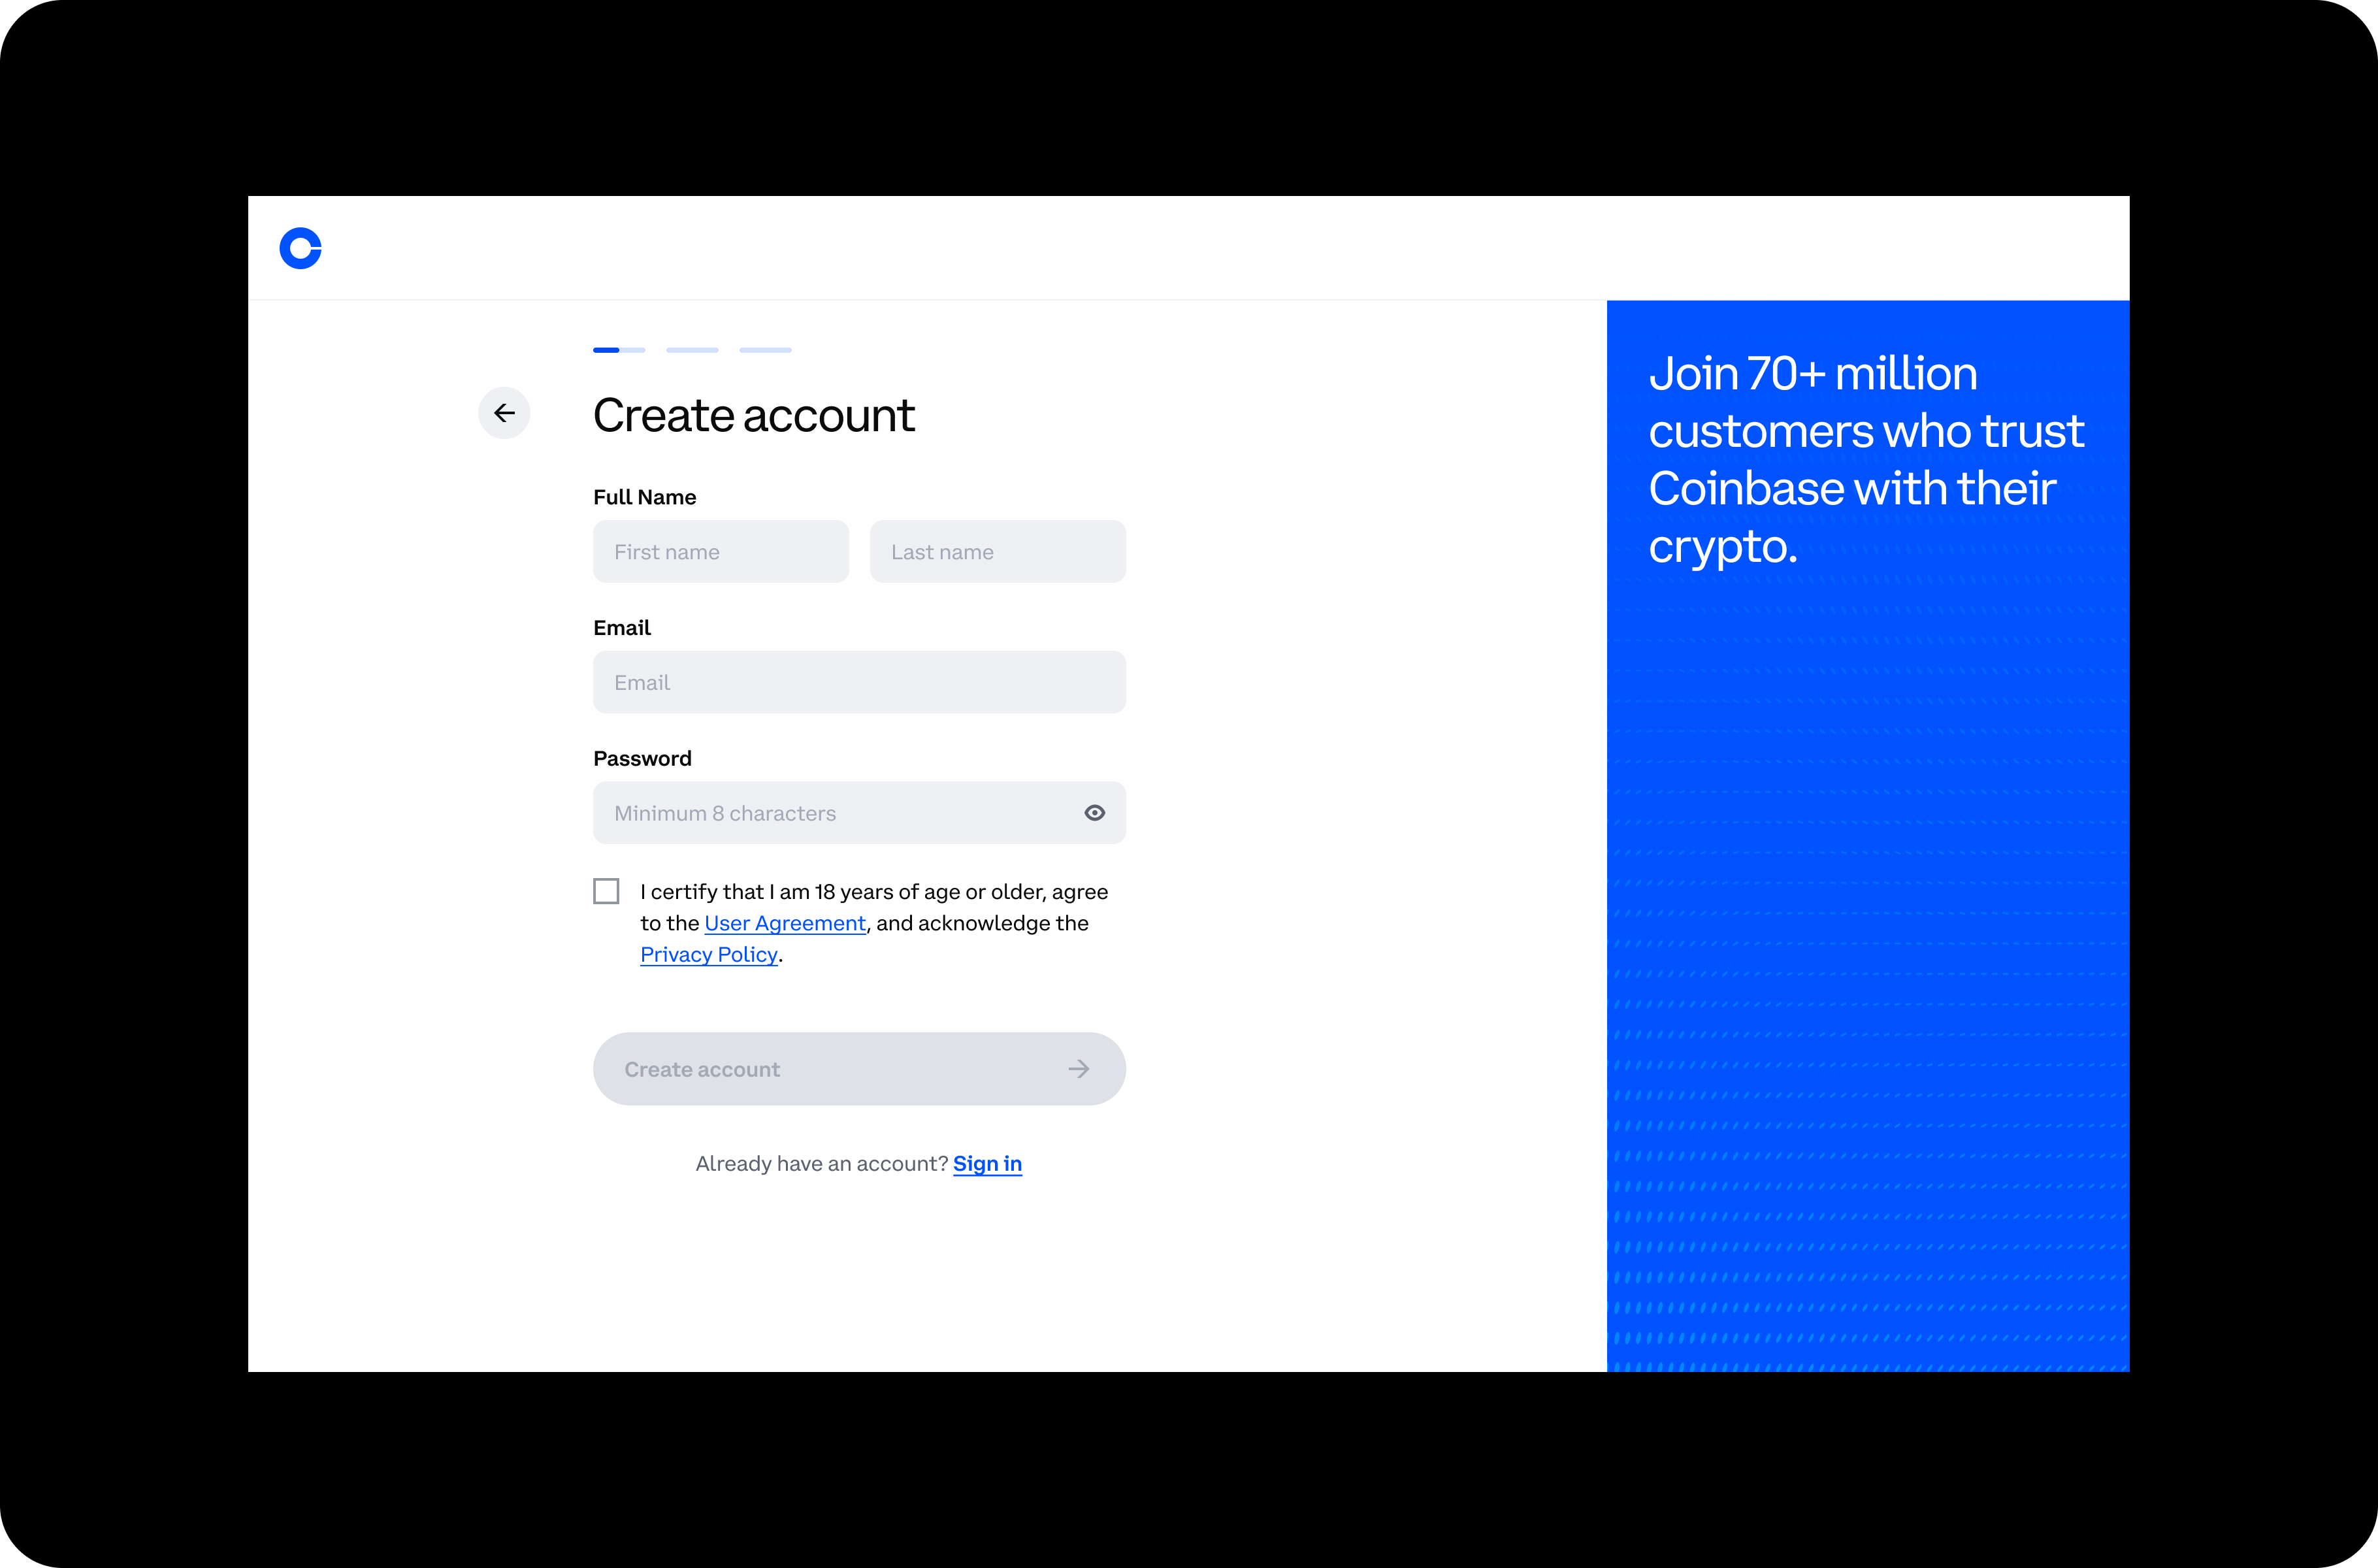 Create account
Full Name
First name
Last name
Email
Email
Password
Minimum 8 characters
I certify that I am 18 years of age or older, agree
to the User Agreement, and acknowledge the
Privacy Policy.
Create account
Already have an account? Sign in
Join 70+ million
customers who trust
Coinbase with their
crypto.